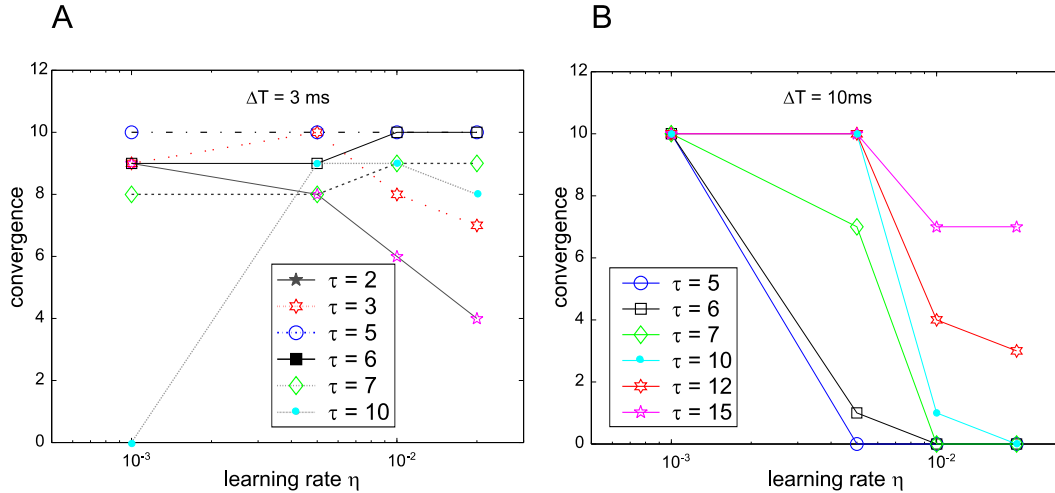 A
ΔT = 3 ms
convergence
12
10
8
6
4
2
0
τ = 2
τ = 3
τ = 5
τ = 6
τ = 7
τ = 10
10⁻³
10⁻²
learning rate η
B
ΔT = 10ms
convergence
12
10
8
6
4
2
0
τ = 5
τ = 6
τ = 7
τ = 10
τ = 12
τ = 15
10⁻³
10⁻²
learning rate η